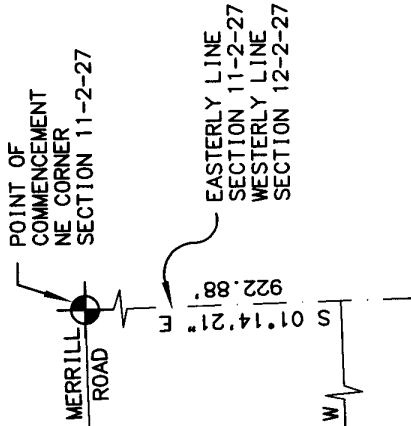 POINT OF
COMMENCEMENT
NE CORNER
SECTION 11-2-27
MERRILL
ROAD
EASTERLY LINE
SECTION 11-2-27
WESTERLY LINE
SECTION 12-2-27
S 01°14'21" E
922.88'
W